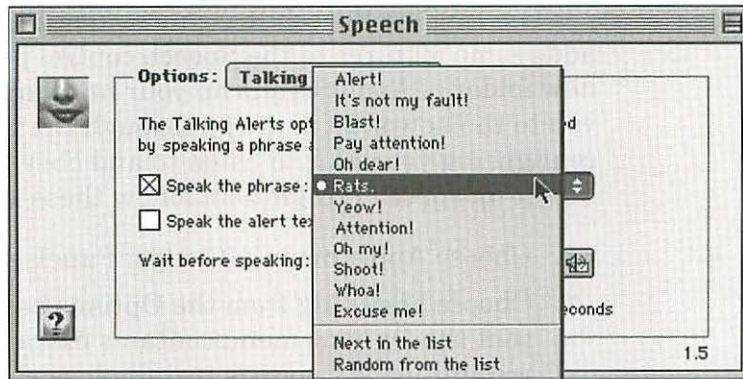 Speech
Options: Talking
The Talking Alerts opt
by speaking a phrase a
Speak the phrase:
Speak the alert tex
Wait before speaking:
Alert!
It's not my fault!
Blast!
Pay attention!
Oh dear!
Rats.
Yeow!
Attention!
Oh my!
Shoot!
Whoa!
Excuse me!
Next in the list
Random from the list
ed
econds
?
1.5